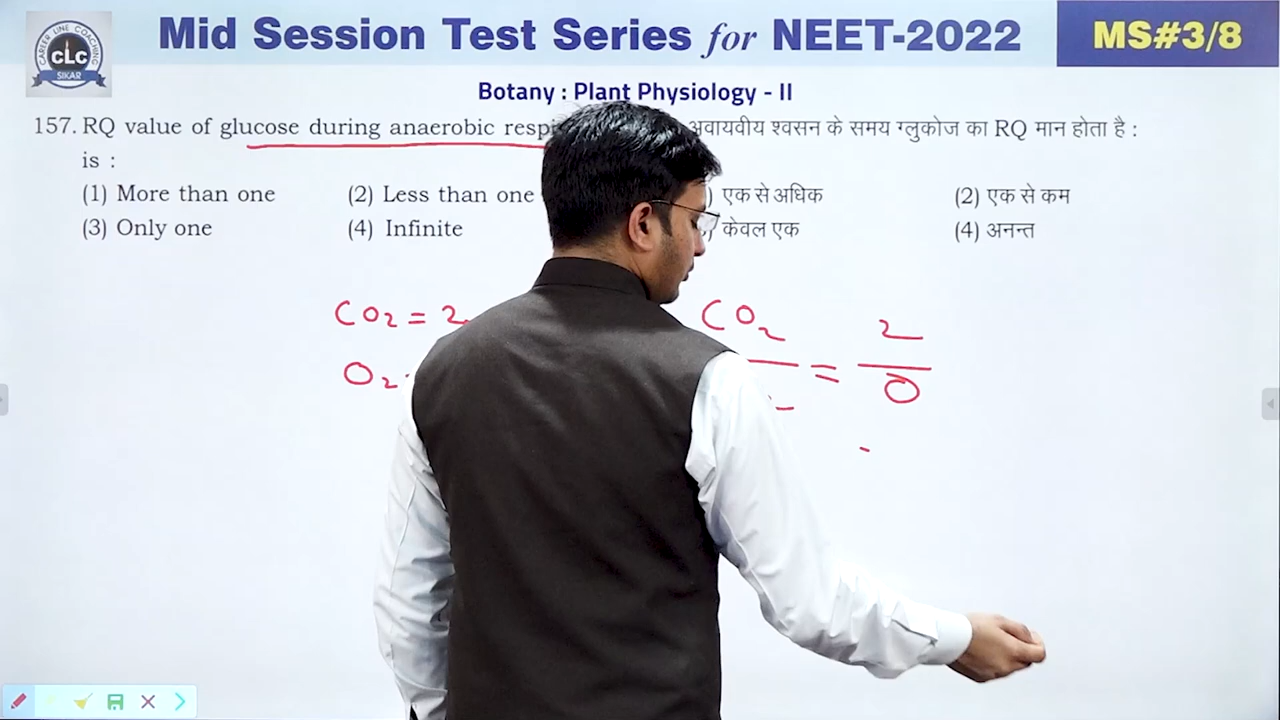 CAREER LINE COACHING
CLC
SIKAR
Mid Session Test Series for NEET-2022
MS#3/8
Botany : Plant Physiology - II
157. RQ value of glucose during anaerobic
is :
(1) More than one (2) Less than one
(3) Only one (4) Infinite
अवायवीय श्वसन के समय ग्लुकोज का RQ मान होता है :
एक से अधिक (2) एक से कम
केवल एक (4) अनन्त
CO₂ = 2
O₂
CO₂
= 2
0